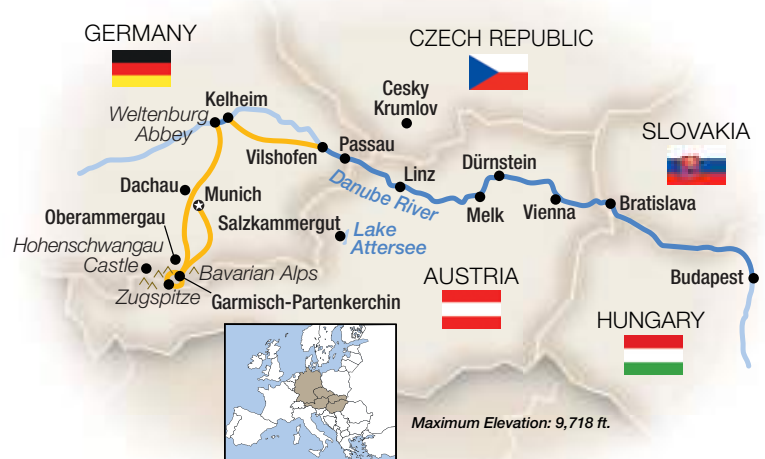 GERMANY
CZECH REPUBLIC
Cesky
Krumlov
Kelheim
Weltenburg
Abbey
SLOVAKIA
Vilshofen
Passau
Linz
Dürnstein
Danube River
Dachau
Munich
Melk
Vienna
Bratislava
Oberammergau
Salzkammergut
Lake
Attersee
Hohenschwangau
Castle
Bavarian Alps
Zugspitze
Garmisch-Partenkerchin
AUSTRIA
Budapest
HUNGARY
Maximum Elevation: 9,718 ft.